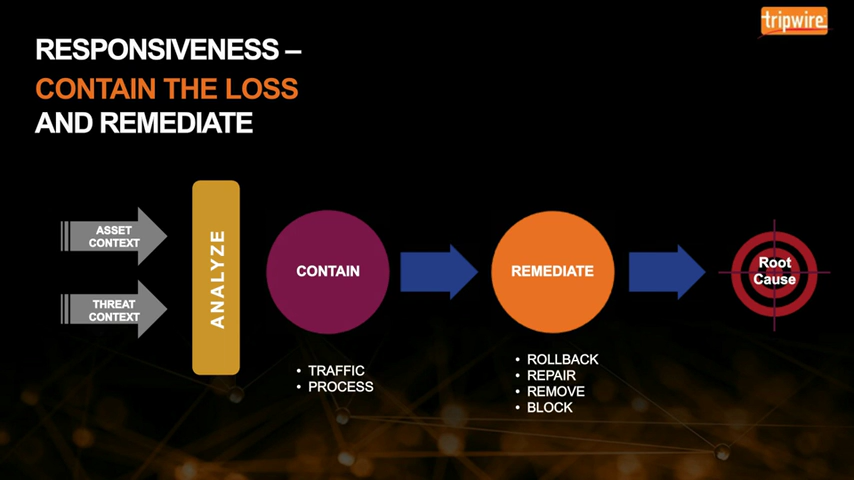 tripwire
RESPONSIVENESS –
CONTAIN THE LOSS
AND REMEDIATE
ASSET
CONTEXT
THREAT
CONTEXT
ANALYZE
CONTAIN
• TRAFFIC
• PROCESS
REMEDIATE
• ROLLBACK
• REPAIR
• REMOVE
• BLOCK
Root
Cause